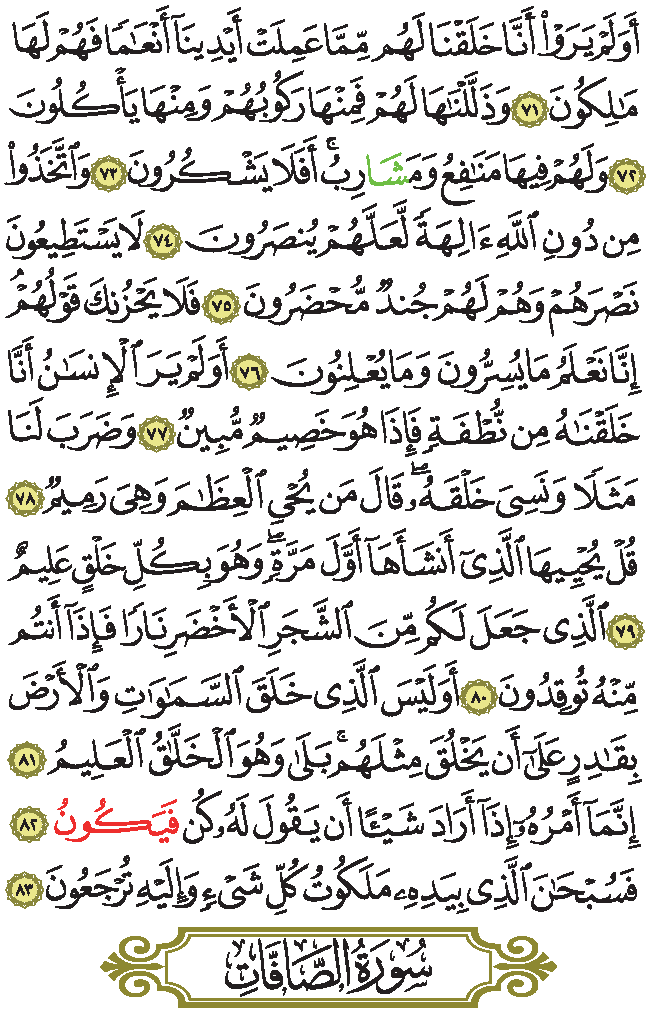 أَوَلَمْ يَرَوْا۟ أَنَّا خَلَقْنَا لَهُم مِّمَّا عَمِلَتْ أَيْدِينَآ أَنْعَٰمًا فَهُمْ لَهَا
مَٰلِكُونَ ٧١ وَذَلَّلْنَٰهَا لَهُمْ فَمِنْهَا رَكُوبُهُمْ وَمِنْهَا يَأْكُلُونَ
٧٢ وَلَهُمْ فِيهَا مَنَٰفِعُ وَمَشَارِبُ ۚ أَفَلَا يَشْكُرُونَ ٧٣ وَٱتَّخَذُوا۟
مِن دُونِ ٱللَّهِ ءَالِهَةً لَّعَلَّهُمْ يُنصَرُونَ ٧٤ لَا يَسْتَطِيعُونَ
نَصْرَهُمْ وَهُمْ لَهُمْ جُندٌ مُّحْضَرُونَ ٧٥ فَلَا يَحْزُنكَ قَوْلُهُمْ ۘ
إِنَّا نَعْلَمُ مَا يُسِرُّونَ وَمَا يُعْلِنُونَ ٧٦ أَوَلَمْ يَرَ ٱلْإِنسَٰنُ أَنَّا
خَلَقْنَٰهُ مِن نُّطْفَةٍ فَإِذَا هُوَ خَصِيمٌ مُّبِينٌ ٧٧ وَضَرَبَ لَنَا
مَثَلًا وَنَسِىَ خَلْقَهُۥ ۖ قَالَ مَن يُحْىِ ٱلْعِظَٰمَ وَهِىَ رَمِيمٌ ٧٨
قُلْ يُحْيِيهَا ٱلَّذِىٓ أَنشَأَهَآ أَوَّلَ مَرَّةٍ ۖ وَهُوَ بِكُلِّ خَلْقٍ عَلِيمٌ
٧٩ ٱلَّذِى جَعَلَ لَكُم مِّنَ ٱلشَّجَرِ ٱلْأَخْضَرِ نَارًا فَإِذَآ أَنتُم
مِّنْهُ تُوقِدُونَ ٨٠ أَوَلَيْسَ ٱلَّذِى خَلَقَ ٱلسَّمَٰوَٰتِ وَٱلْأَرْضَ
بِقَٰدِرٍ عَلَىٰٓ أَن يَخْلُقَ مِثْلَهُم ۚ بَلَىٰ وَهُوَ ٱلْخَلَّٰقُ ٱلْعَلِيمُ ٨١
إِنَّمَآ أَمْرُهُۥٓ إِذَآ أَرَادَ شَيْـًٔا أَن يَقُولَ لَهُۥ كُن فَيَكُونُ ٨٢
فَسُبْحَٰنَ ٱلَّذِى بِيَدِهِۦ مَلَكُوتُ كُلِّ شَىْءٍ وَإِلَيْهِ تُرْجَعُونَ ٨٣
سُورَةُ الصَّافَّاتِ